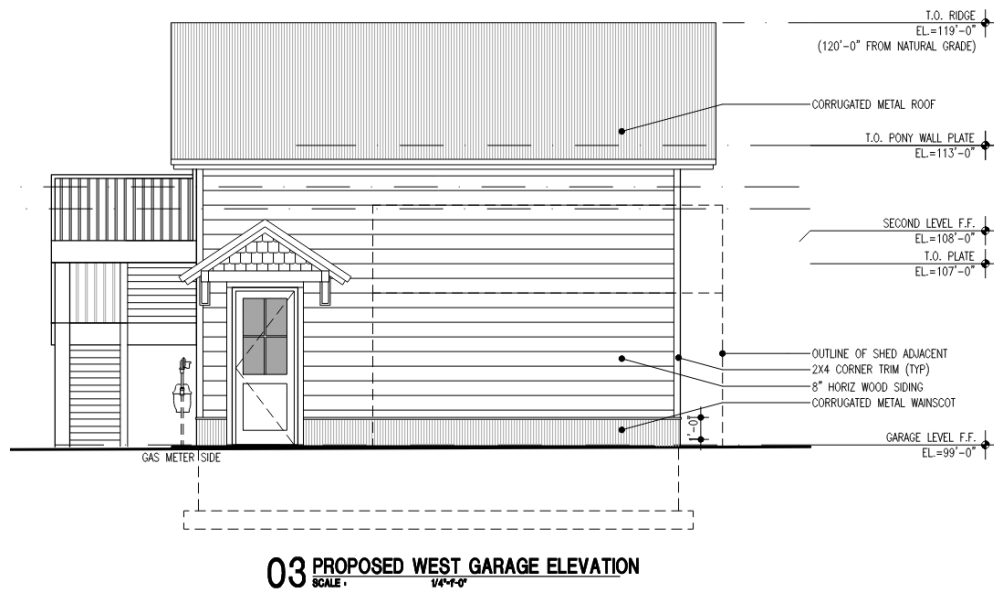 T.O. RIDGE
EL.=119'-0"
(120'-0" FROM NATURAL GRADE)
CORRUGATED METAL ROOF
T.O. PONY WALL PLATE
EL.=113'-0"
SECOND LEVEL F.F.
EL.=108'-0"
T.O. PLATE
EL.=107'-0"
OUTLINE OF SHED ADJACENT
2X4 CORNER TRIM (TYP)
8" HORIZ WOOD SIDING
CORRUGATED METAL WAINSCOT
1'-0"
GARAGE LEVEL F.F.
EL.=99'-0"
GAS METER SIDE
03 PROPOSED WEST GARAGE ELEVATION
SCALE : 1/4"=1'-0"